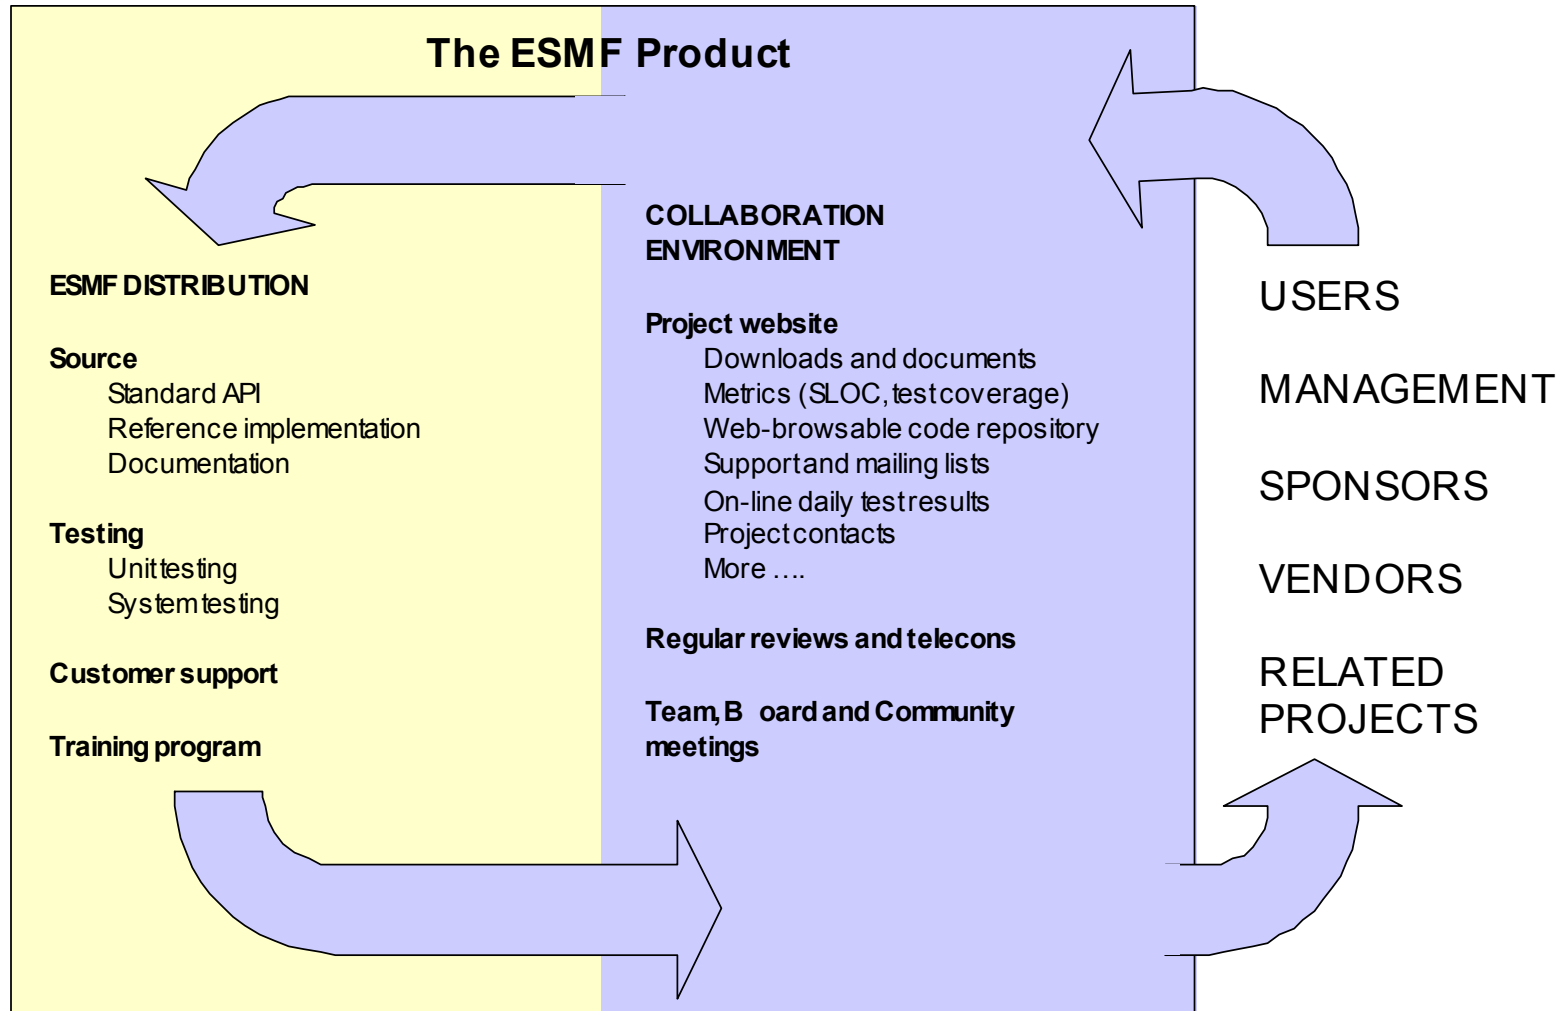 The ESMF Product
ESMF DISTRIBUTION
Source
Standard API
Reference implementation
Documentation
Testing
Unit testing
System testing
Customer support
Training program
COLLABORATION
ENVIRONMENT
Project website
Downloads and documents
Metrics (SLOC, test coverage)
Web-browsable code repository
Support and mailing lists
On-line daily test results
Project contacts
More ....
Regular reviews and telecons
Team, B oard and Community
meetings
USERS
MANAGEMENT
SPONSORS
VENDORS
RELATED
PROJECTS